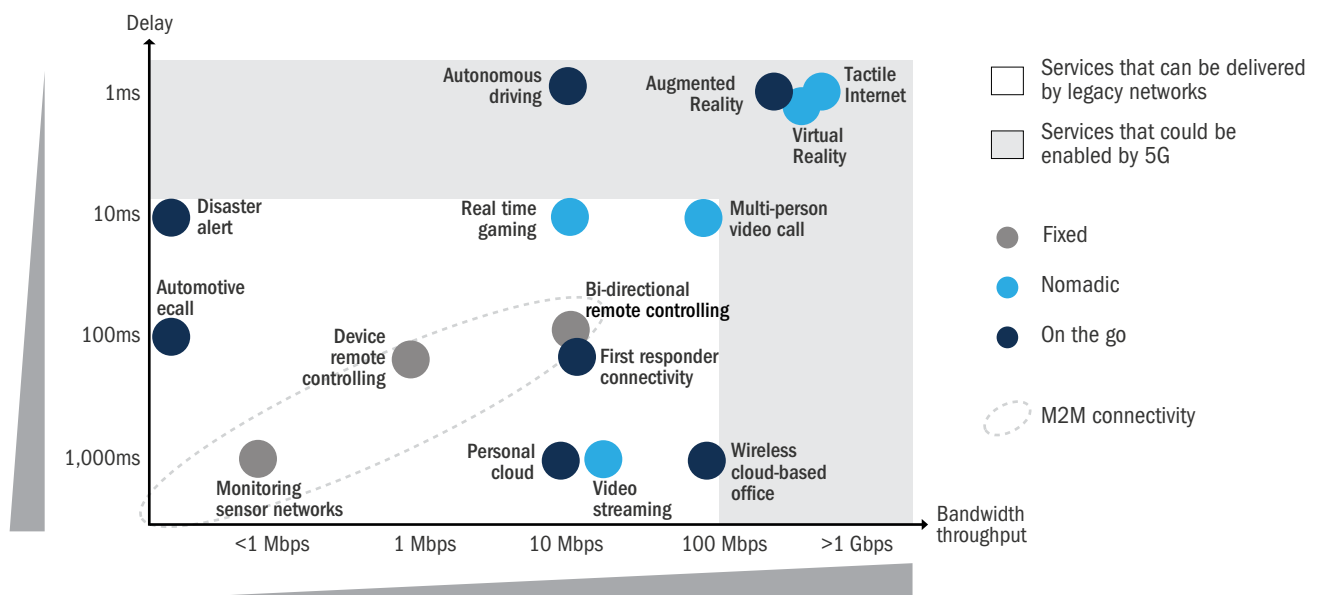 Delay
1ms
10ms
100ms
1,000ms
Autonomous
driving
Augmented
Reality
Tactile
Internet
Virtual
Reality
Disaster
alert
Real time
gaming
Multi-person
video call
Automotive
ecall
Bi-directional
remote controlling
Device
remote
controlling
First responder
connectivity
Monitoring
sensor networks
Personal
cloud
Video
streaming
Wireless
cloud-based
office
Bandwidth
throughput
<1 Mbps
1 Mbps
10 Mbps
100 Mbps
>1 Gbps
Services that can be delivered
by legacy networks
Services that could be
enabled by 5G
Fixed
Nomadic
On the go
M2M connectivity